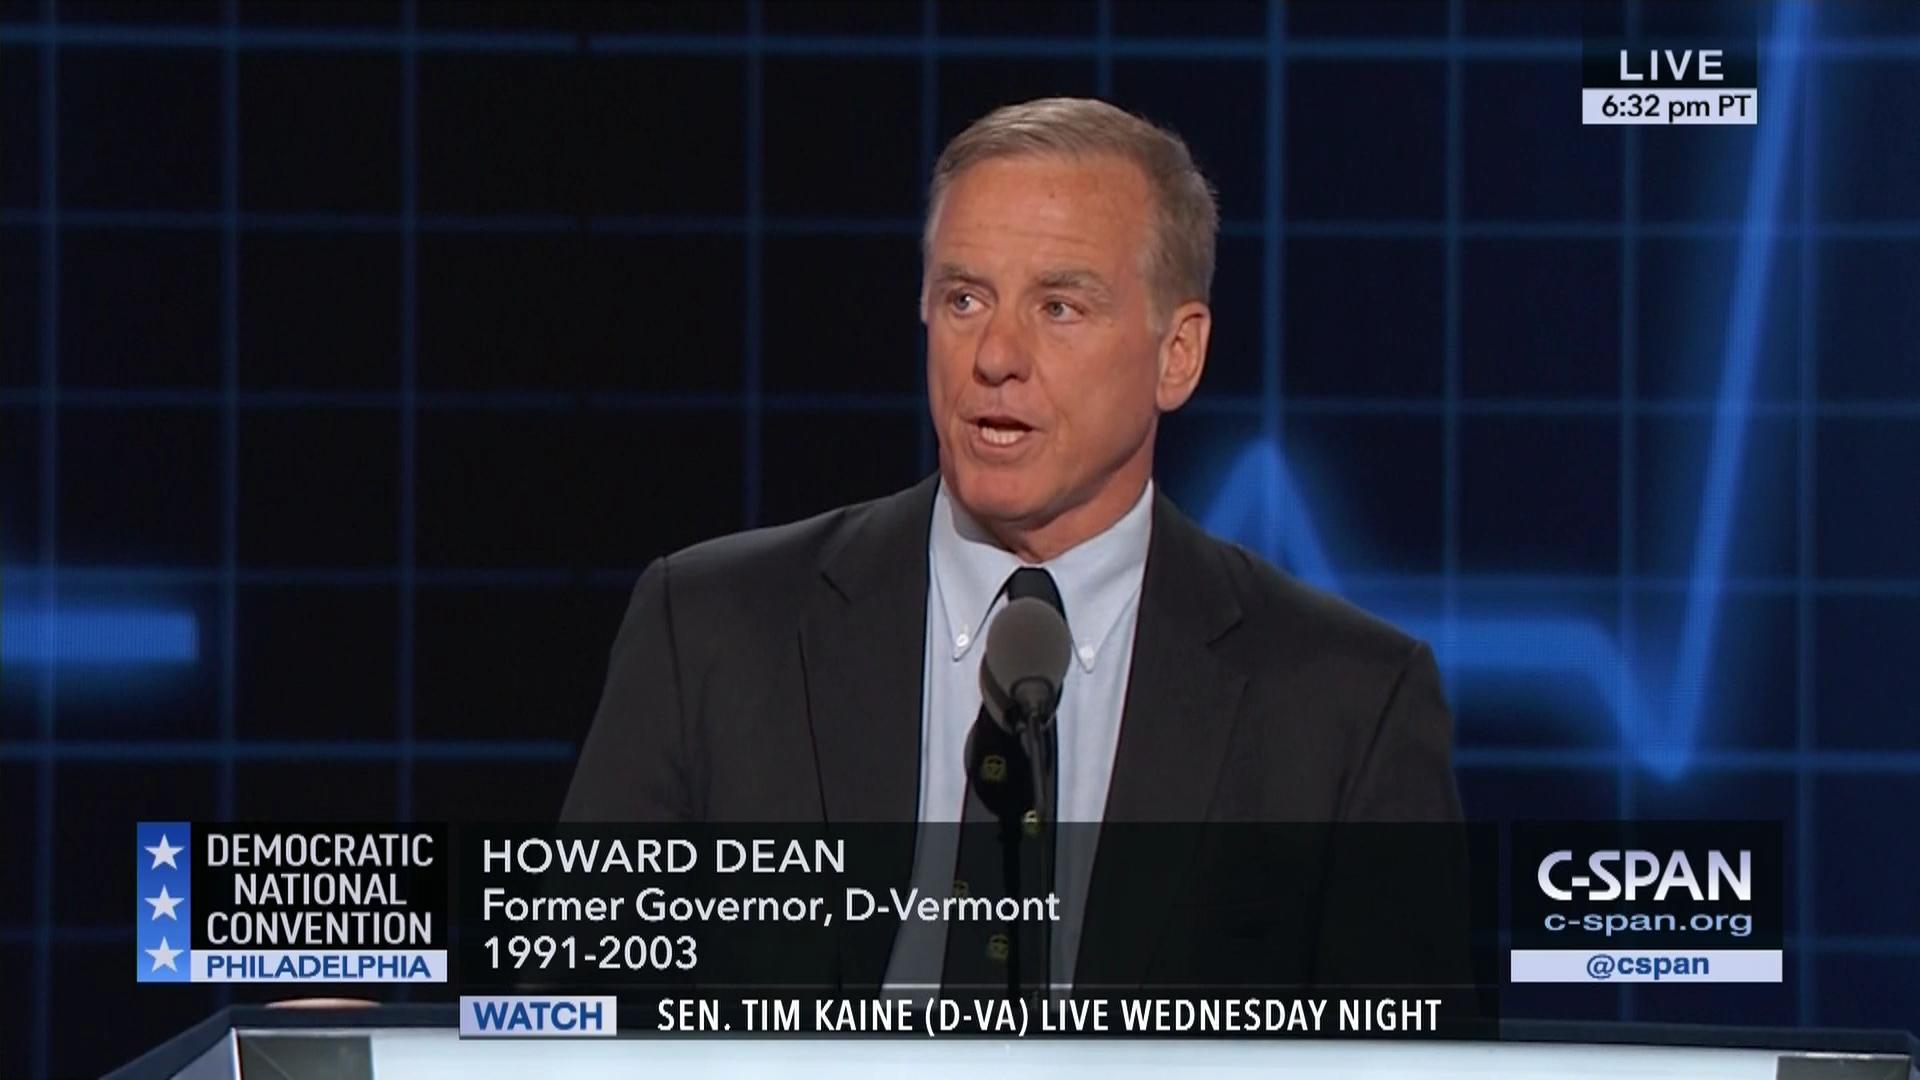 LIVE
6:32 pm PT
DEMOCRATIC
NATIONAL
CONVENTION
PHILADELPHIA
HOWARD DEAN
Former Governor, D-Vermont
1991-2003
C-SPAN
c-span.org
@cspan
WATCH SEN. TIM KAINE (D-VA) LIVE WEDNESDAY NIGHT